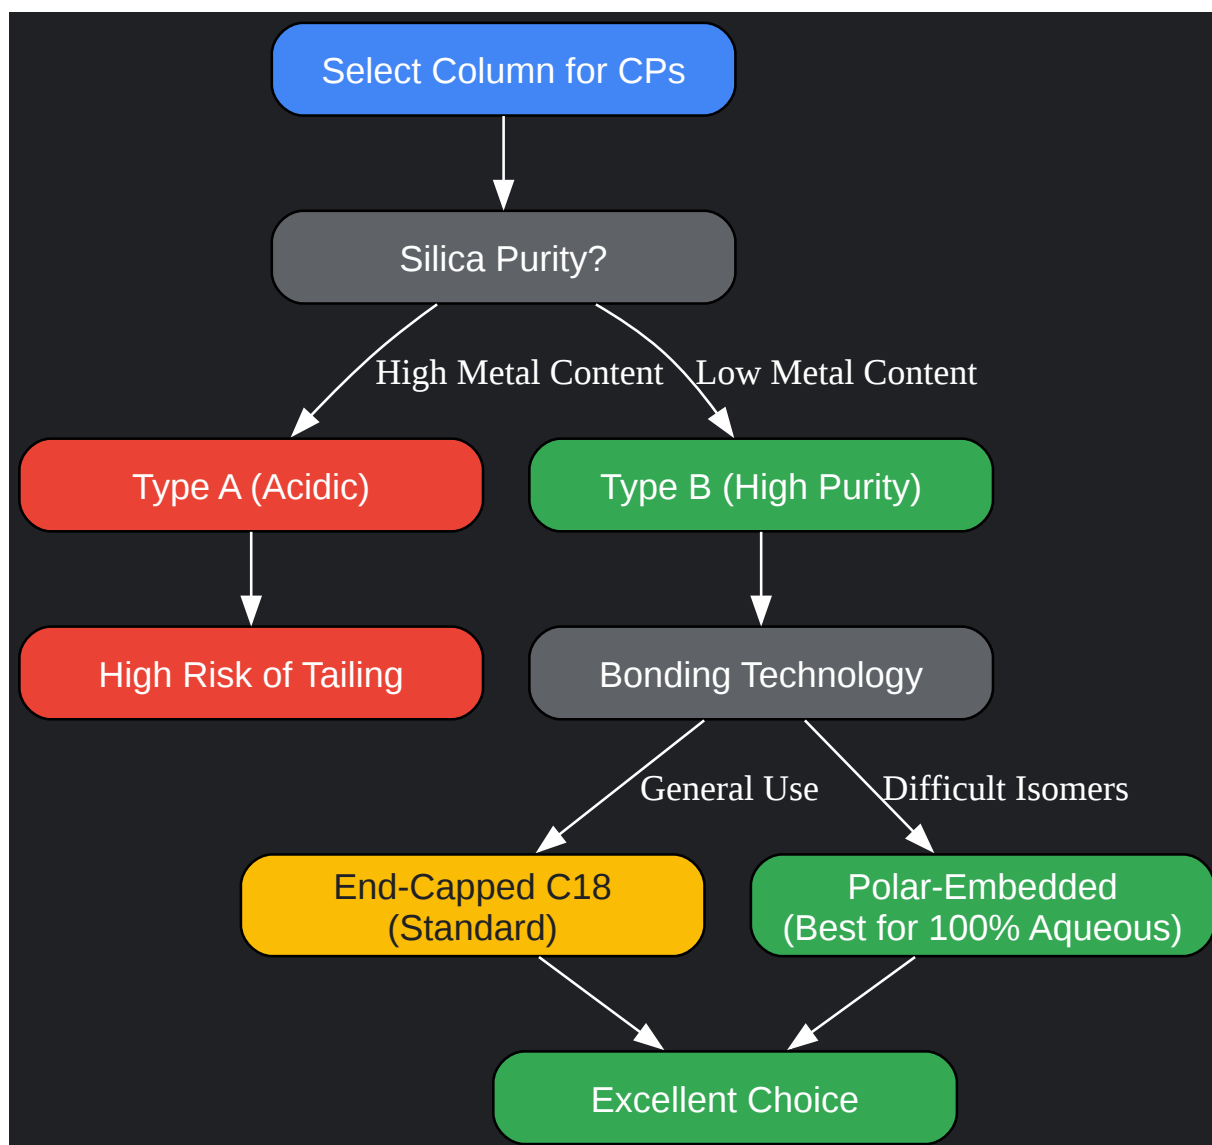 Select Column for CPs
Silica Purity?
High Metal Content
Low Metal Content
Type A (Acidic)
Type B (High Purity)
High Risk of Tailing
Bonding Technology
General Use
Difficult Isomers
End-Capped C18
(Standard)
Polar-Embedded
(Best for 100% Aqueous)
Excellent Choice